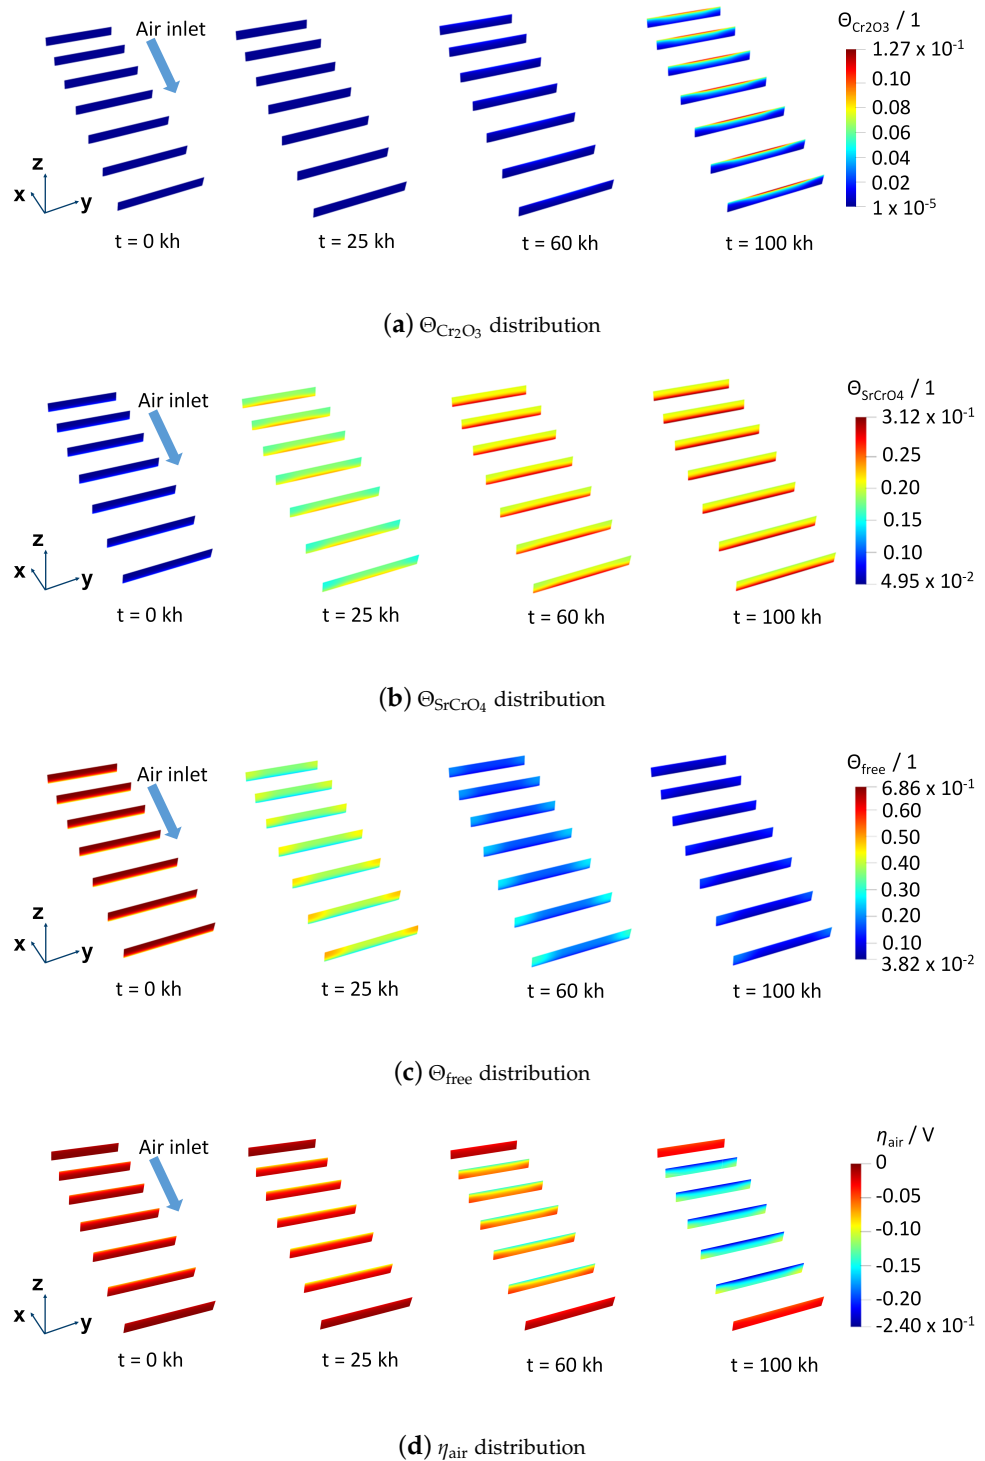 Air inlet
Θ_Cr2O3 / 1
1.27 x 10⁻¹
0.10
0.08
0.06
0.04
0.02
1 x 10⁻⁵
z
x
y
t = 0 kh
t = 25 kh
t = 60 kh
t = 100 kh
(a) Θ_Cr₂O₃ distribution
Air inlet
Θ_SrCrO4 / 1
3.12 x 10⁻¹
0.25
0.20
0.15
0.10
4.95 x 10⁻²
z
x
y
t = 0 kh
t = 25 kh
t = 60 kh
t = 100 kh
(b) Θ_SrCrO₄ distribution
Air inlet
Θ_free / 1
6.86 x 10⁻¹
0.60
0.50
0.40
0.30
0.20
0.10
3.82 x 10⁻²
z
x
y
t = 0 kh
t = 25 kh
t = 60 kh
t = 100 kh
(c) Θ_free distribution
Air inlet
η_air / V
0
-0.05
-0.10
-0.15
-0.20
-2.40 x 10⁻¹
z
x
y
t = 0 kh
t = 25 kh
t = 60 kh
t = 100 kh
(d) η_air distribution